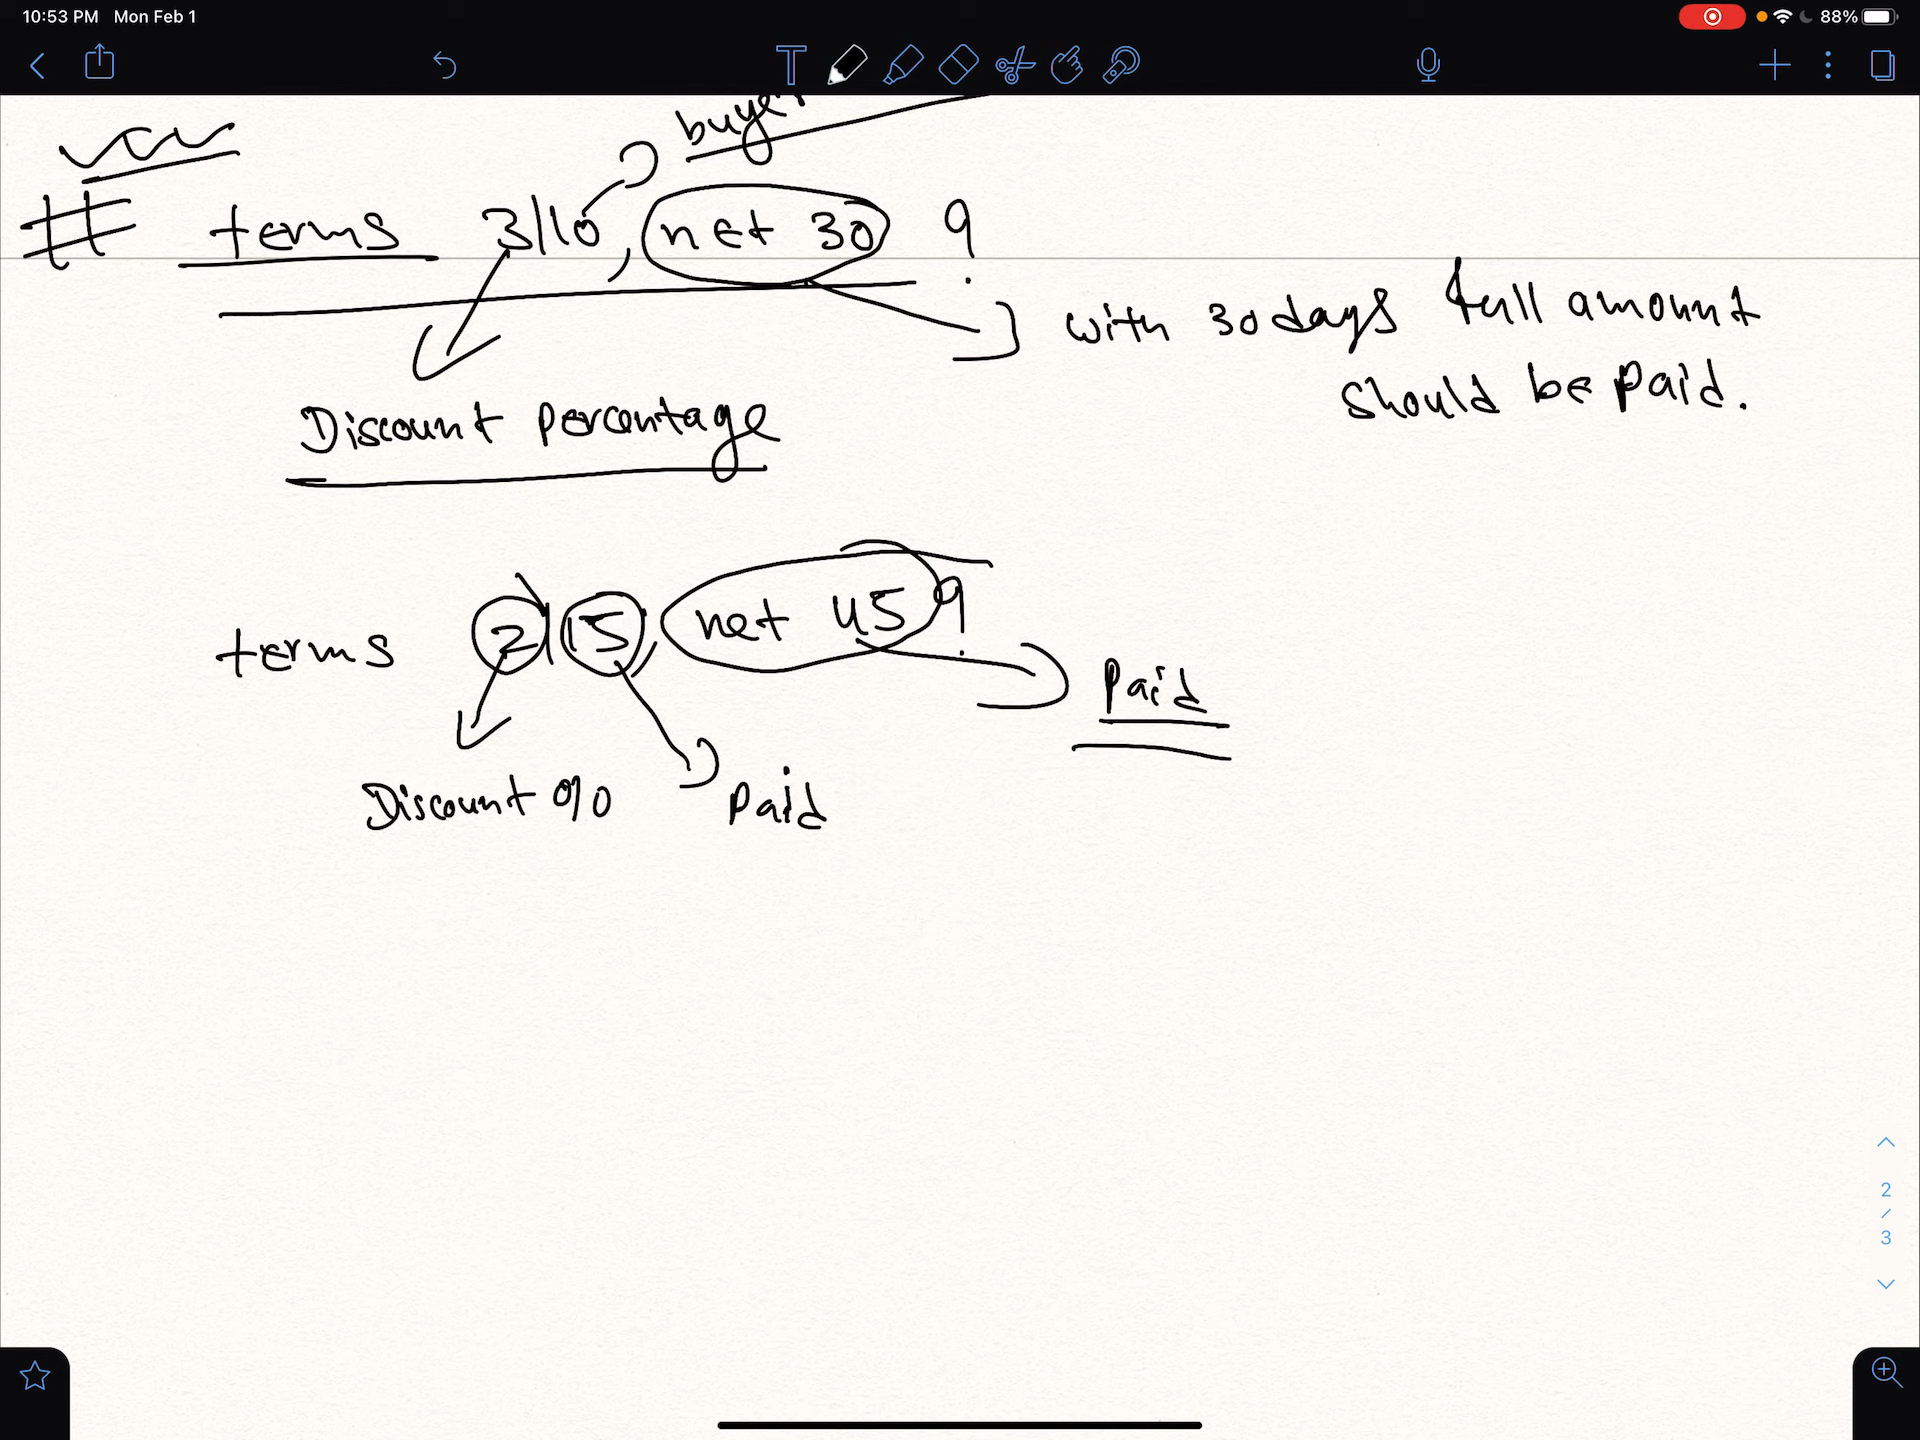 10:53 PM Mon Feb 1
88%
T
buyer
# terms 3/10, net 30 ?
with 30 days full amount
should be paid.
Discount percentage
terms 2/15, net 45 ?
Paid
Discount % paid
2
/
3